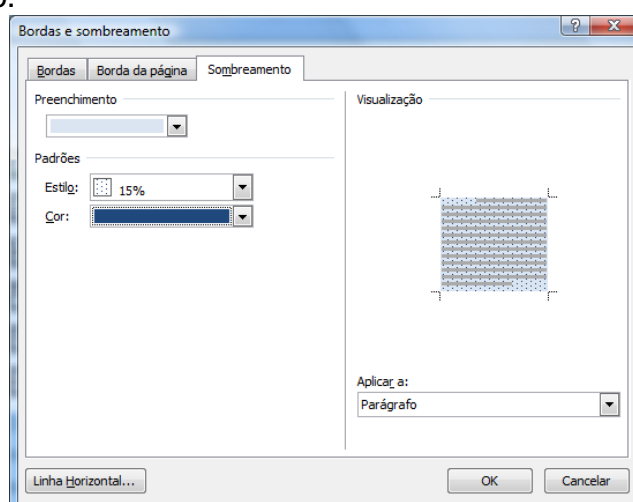 Bordas e sombreamento
Bordas Borda da página Sombreamento
Preenchimento
Padrões
Estilo: 15%
Cor:
Visualização
Aplicar a:
Parágrafo
Linha Horizontal...
OK Cancelar